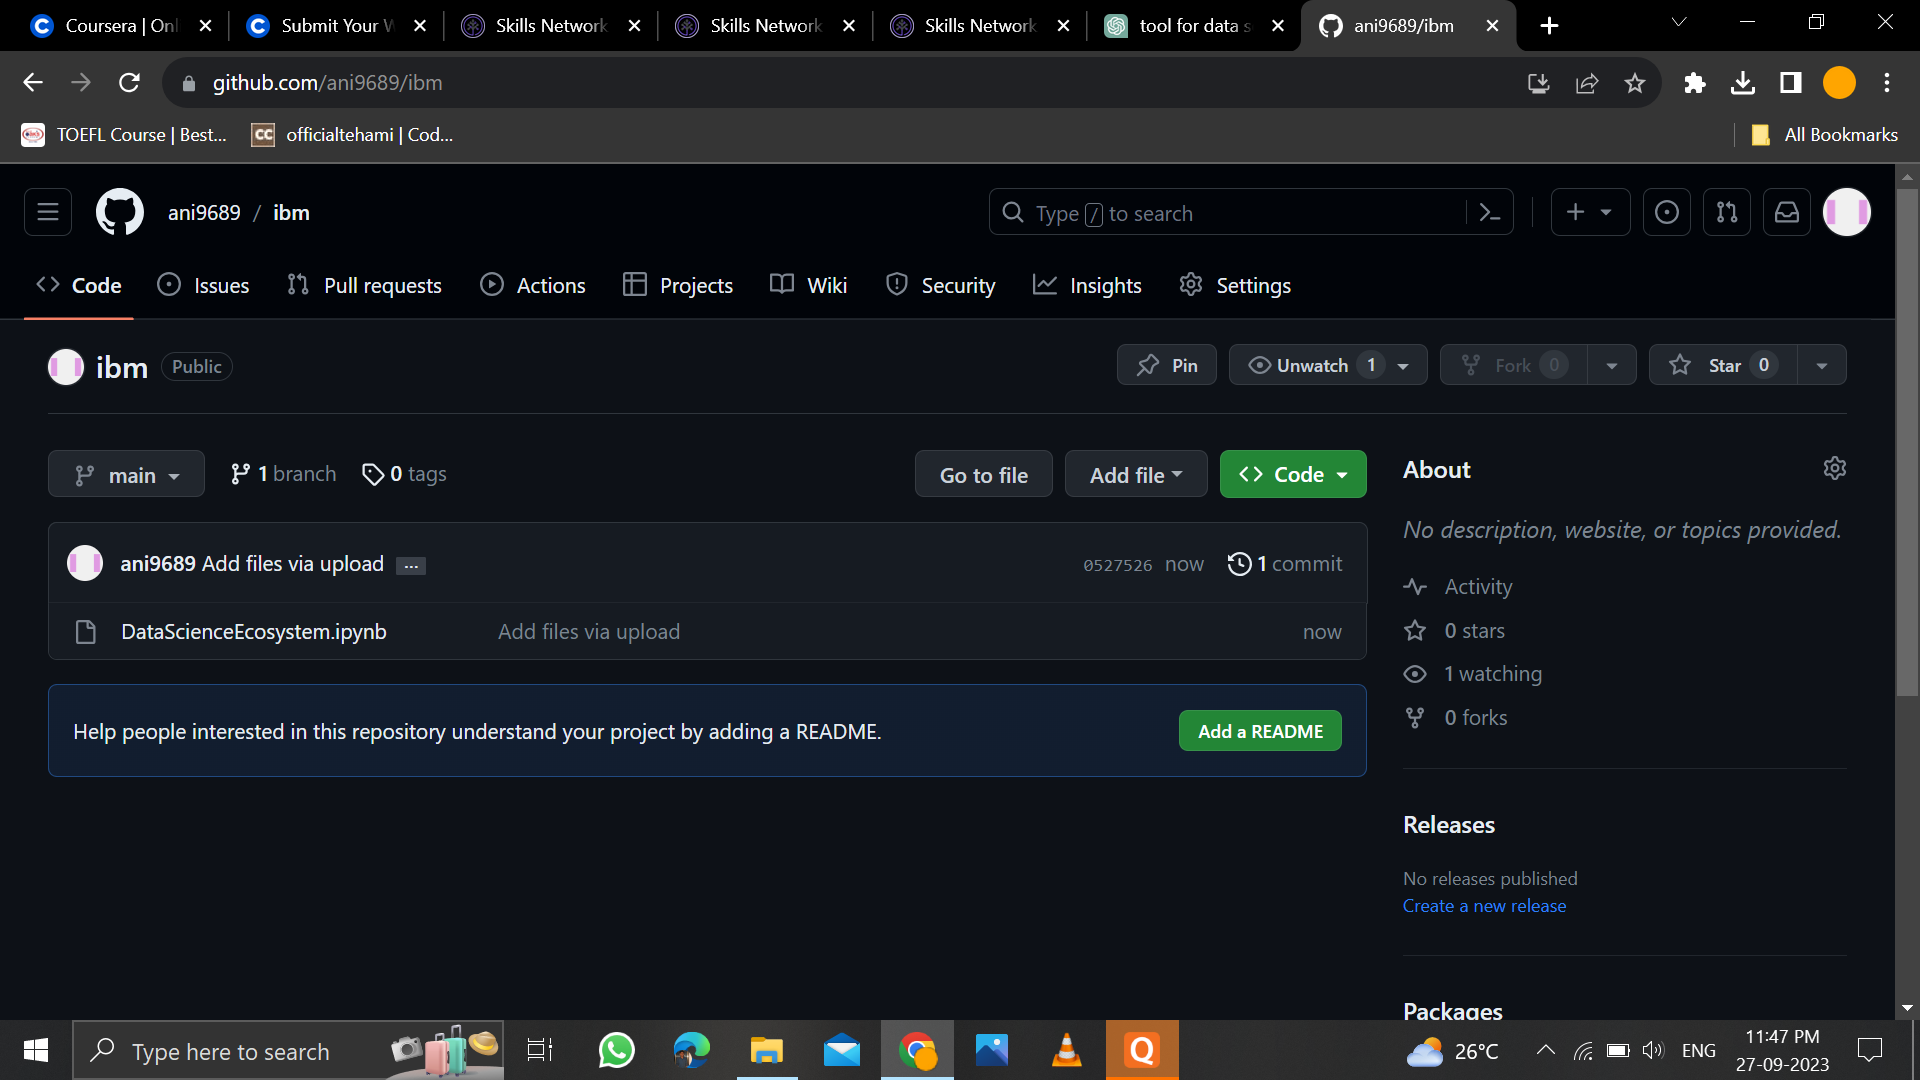 Coursera | Onl
Submit Your W
Skills Network
Skills Network
Skills Network
tool for data s
ani9689/ibm
github.com/ani9689/ibm
TOEFL Course | Best...
CC
officialtehami | Cod...
All Bookmarks
ani9689 / ibm
Type / to search
Code
Issues
Pull requests
Actions
Projects
Wiki
Security
Insights
Settings
ibm Public
Pin
Unwatch 1
Fork 0
Star 0
main
1 branch
0 tags
Go to file
Add file
Code
ani9689 Add files via upload ...
0527526 now
1 commit
DataScienceEcosystem.ipynb
Add files via upload
now
Help people interested in this repository understand your project by adding a README.
Add a README
About
No description, website, or topics provided.
Activity
0 stars
1 watching
0 forks
Releases
No releases published
Create a new release
Packages
Type here to search
Q
26°C
ENG
11:47 PM
27-09-2023